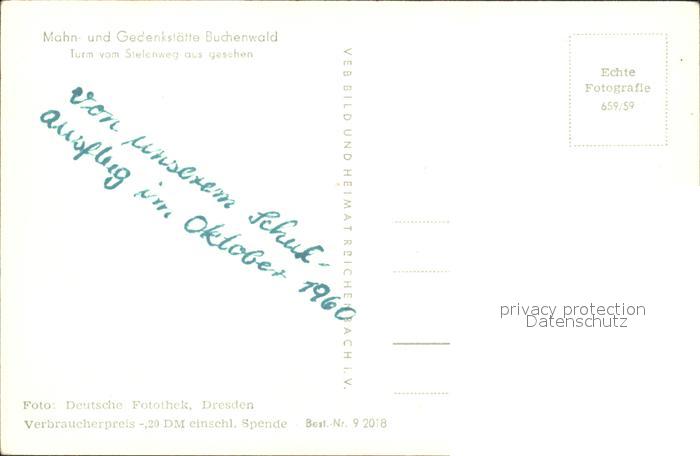 Mahn- und Gedenkstätte Buchenwald
Turm vom Stelenweg aus gesehen
von unserem Schul-
ausflug im Oktober 1960
VEB BILD UND HEIMAT REICHENBACH i. V.
Echte
Fotografie
659/59
privacy protection
Datenschutz
Foto: Deutsche Fotothek, Dresden
Verbraucherpreis -,20 DM einschl. Spende Best.-Nr. 9 2018